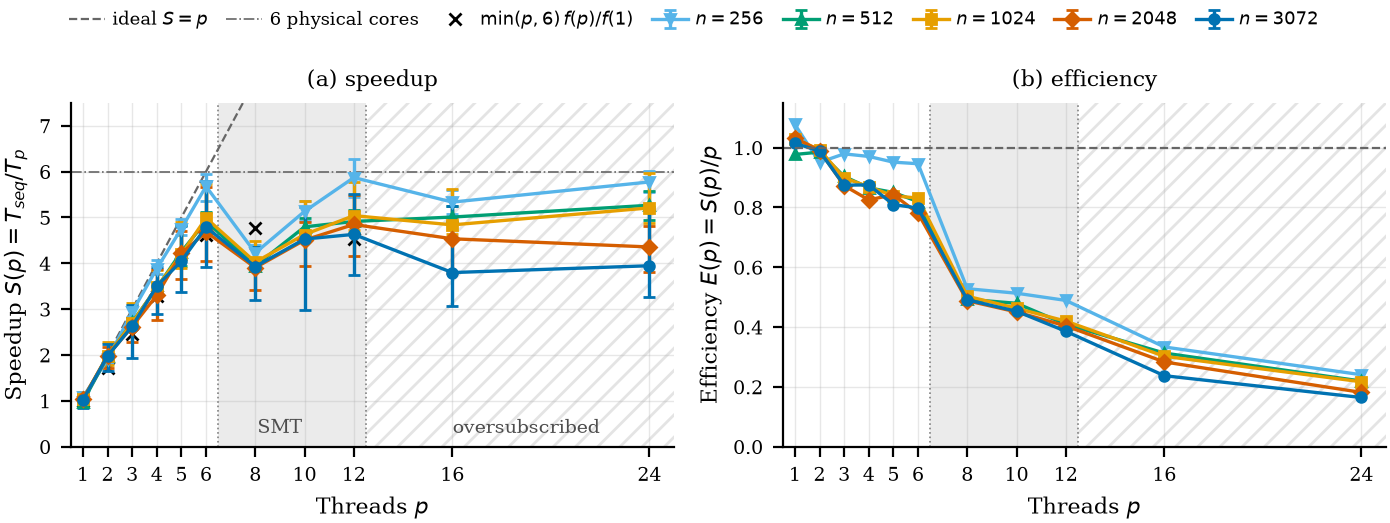 ideal S = p 6 physical cores min(p, 6) f(p)/f(1) n = 256 n = 512 n = 1024 n = 2048 n = 3072
(a) speedup
Speedup S(p) = T_seq/T_p
7
6
5
4
3
2
1
0
SMT
oversubscribed
1 2 3 4 5 6 8 10 12 16 24
Threads p
(b) efficiency
Efficiency E(p) = S(p)/p
1.0
0.8
0.6
0.4
0.2
0.0
1 2 3 4 5 6 8 10 12 16 24
Threads p